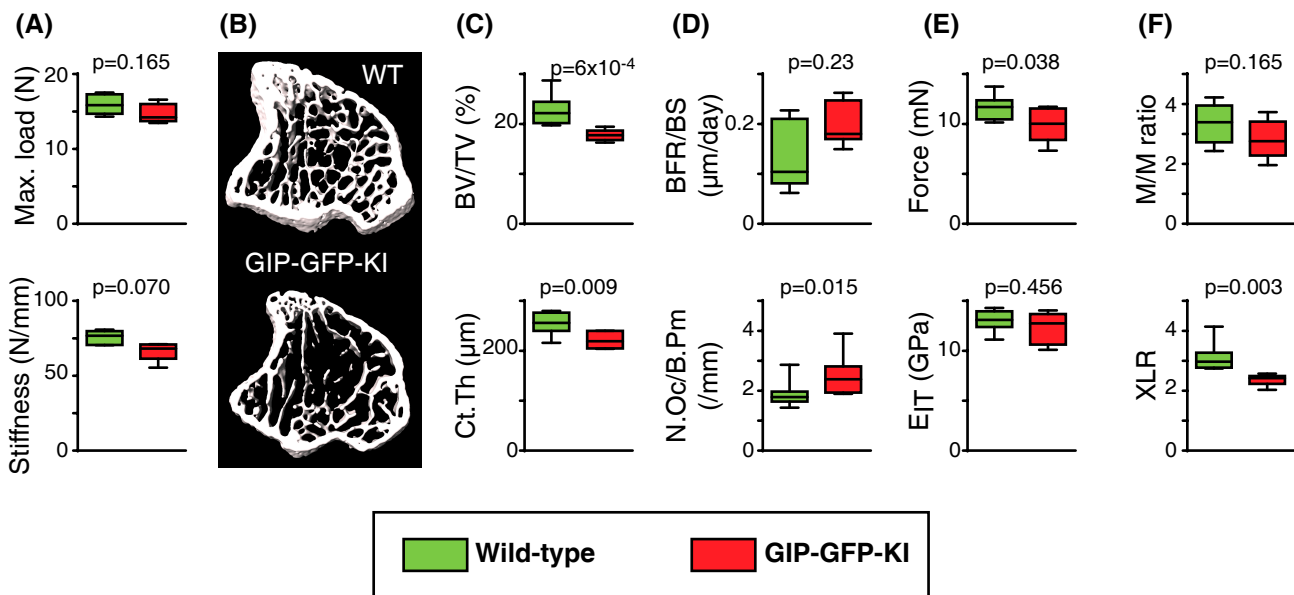 (A)
p=0.165
Max. load (N)
20
10
0
p=0.070
Stiffness (N/mm)
100
50
0
(B)
WT
GIP-GFP-KI
(C)
p=6x10-4
BV/TV (%)
20
0
p=0.009
Ct.Th (µm)
200
0
(D)
p=0.23
BFR/BS
(µm/day)
0.2
0
p=0.015
N.Oc/B.Pm
(/mm)
4
2
0
(E)
p=0.038
Force (mN)
10
0
p=0.456
EIT (GPa)
10
0
(F)
p=0.165
M/M ratio
4
2
0
p=0.003
XLR
4
2
0
Wild-type
GIP-GFP-KI